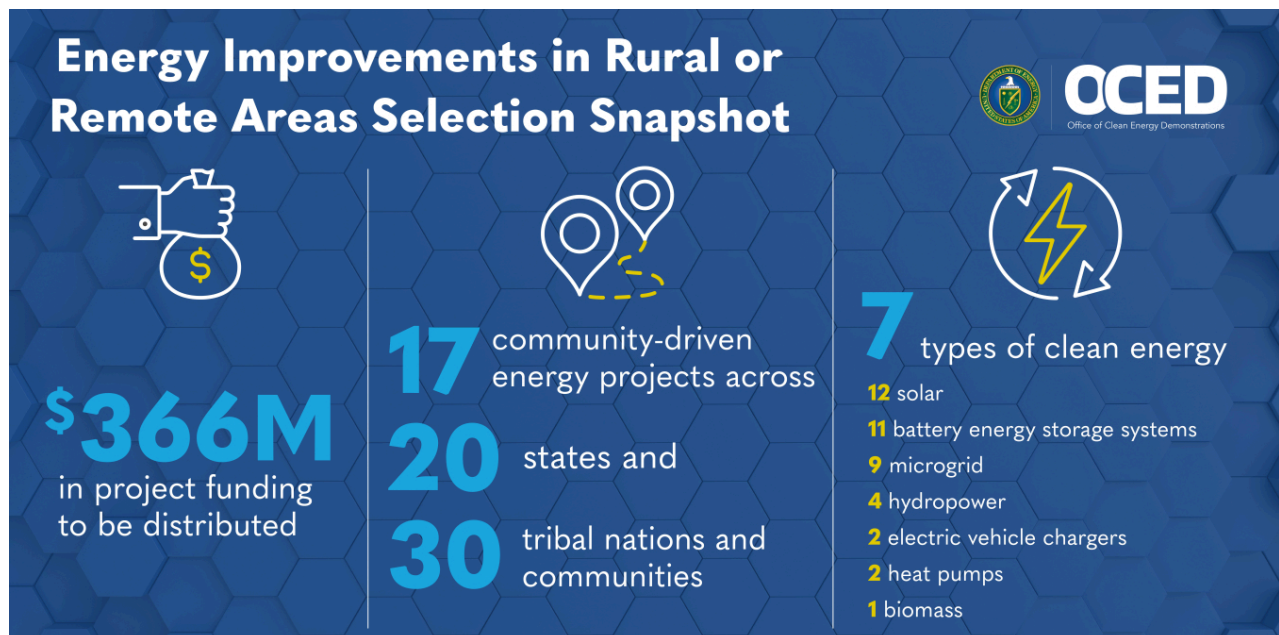 Energy Improvements in Rural or
Remote Areas Selection Snapshot
OCED
Office of Clean Energy Demonstrations
$
$366M
in project funding
to be distributed
17 community-driven
energy projects across
20 states and
30 tribal nations and
communities
7 types of clean energy
12 solar
11 battery energy storage systems
9 microgrid
4 hydropower
2 electric vehicle chargers
2 heat pumps
1 biomass